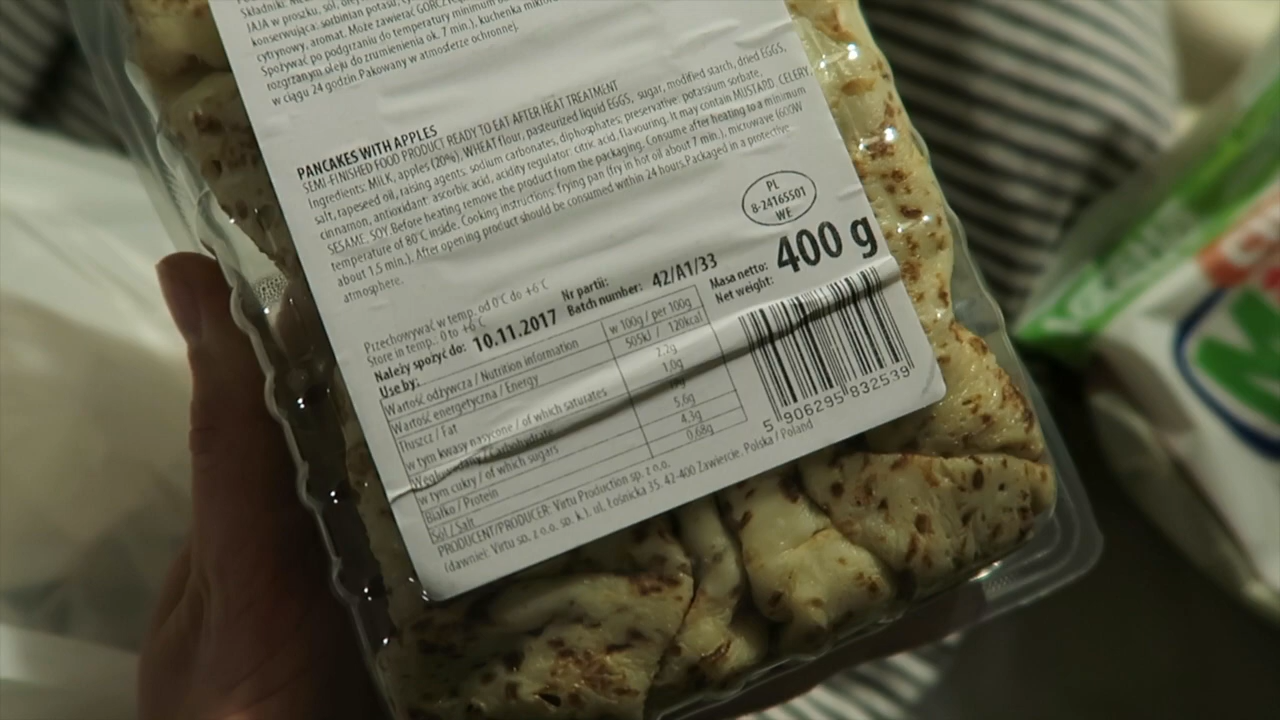 Składniki:
JAJA w proszku, sól,
konserwująca: sorbinian potasu,
cytrynowy, aromat. Może zawierać GORCZYCĘ
Spożywać po podgrzaniu do temperatury minimum
rozgrzanym oleju do zrumienienia ok. 7 min.), kuchenka
w ciągu 24 godzin. Pakowany w atmosferze ochronnej.
PANCAKES WITH APPLES
SEMI-FINISHED FOOD PRODUCT READY TO EAT AFTER HEAT TREATMENT
Ingredients: MILK, apples (20%), WHEAT flour, pasteurized liquid EGGS, sugar, modified starch, dried EGGS,
salt, rapeseed oil, raising agents: sodium carbonates, diphosphates; preservative: potassium sorbate,
cinnamon, antioxidant: ascorbic acid, acidity regulator: citric acid, flavouring. It may contain MUSTARD, CELERY,
SESAME, SOY. Before heating remove the product from the packaging. Consume after heating to a minimum
temperature of 80°C inside. Cooking instructions: frying pan (fry in hot oil about 7 min.), microwave (600W
about 1.5 min.). After opening product should be consumed within 24 hours. Packaged in a protective
atmosphere.
PL
8-24165501
WE
Przechowywać w temp. od 0°C do +6°C
Store in temp.: 0 to +6°C
Należy spożyć do:
Use by:
10.11.2017
Nr partii:
Batch number:
42/A1/33
Masa netto:
Net weight:
400 g
Wartość odżywcza / Nutrition information w 100g / per 100g
Wartość energetyczna / Energy 505kJ / 120kcal
Tłuszcz / Fat 2,2g
w tym kwasy nasycone / of which saturates 1,0g
Węglowodany / Carbohydrate
w tym cukry / of which sugars 5,6g
Białko / Protein 4,3g
Sól / Salt 0,68g
PRODUCENT/PRODUCER: Virtu Production sp. z o.o.
(dawniej: Virtu sp. z o.o. sp. k.), ul. Łośnicka 35, 42-400 Zawiercie, Polska / Poland
5 906295 832539